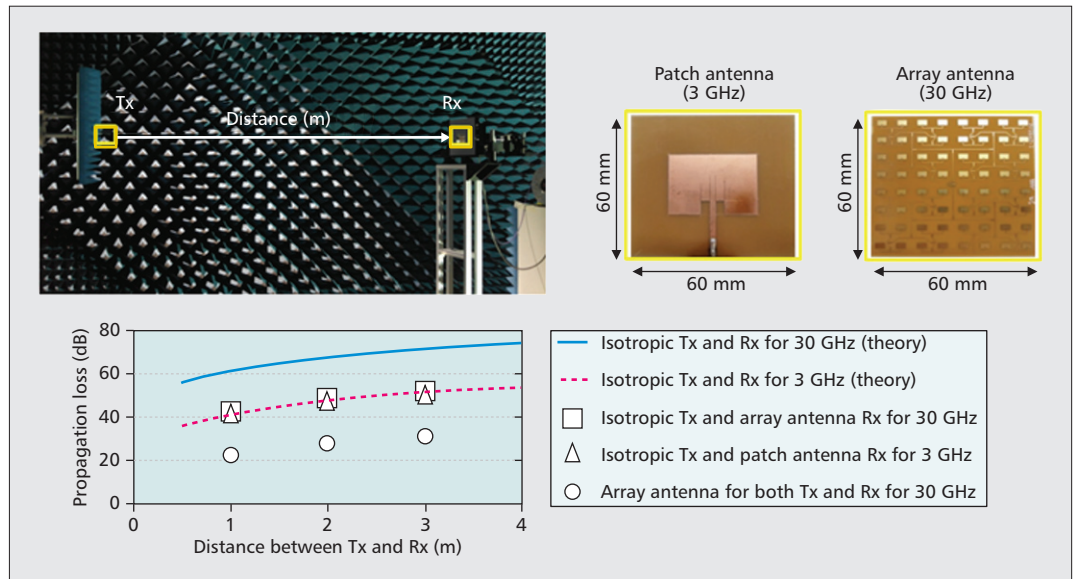 Tx
Rx
Distance (m)
Patch antenna
(3 GHz)
Array antenna
(30 GHz)
60 mm
60 mm
60 mm
60 mm
80
60
40
20
0
Propagation loss (dB)
0
1
2
3
4
Distance between Tx and Rx (m)
Isotropic Tx and Rx for 30 GHz (theory)
Isotropic Tx and Rx for 3 GHz (theory)
Isotropic Tx and array antenna Rx for 30 GHz
Isotropic Tx and patch antenna Rx for 3 GHz
Array antenna for both Tx and Rx for 30 GHz